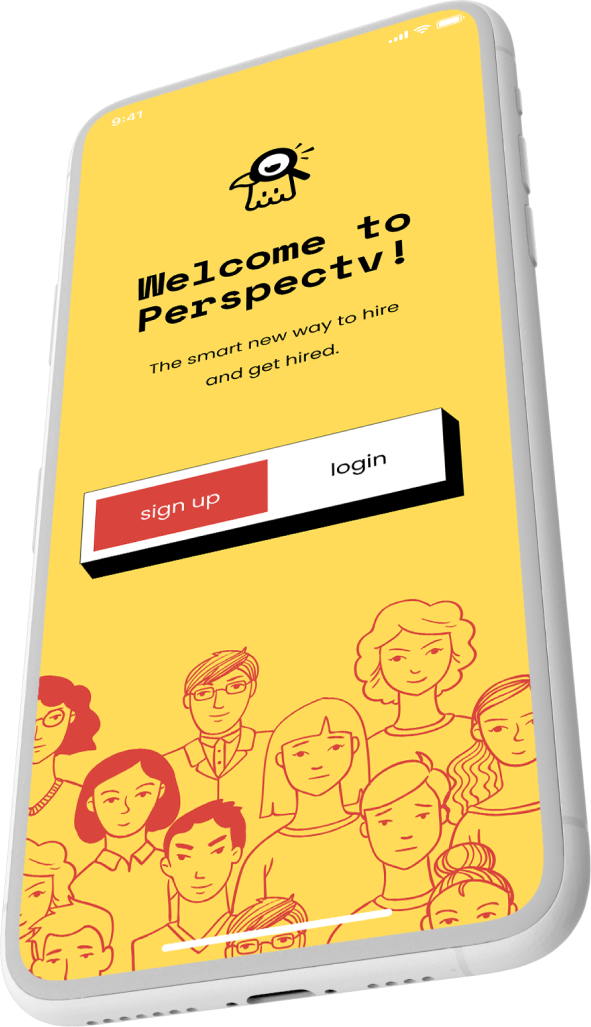 9:41
Welcome to
Perspectv!
The smart new way to hire
and get hired.
sign up
login